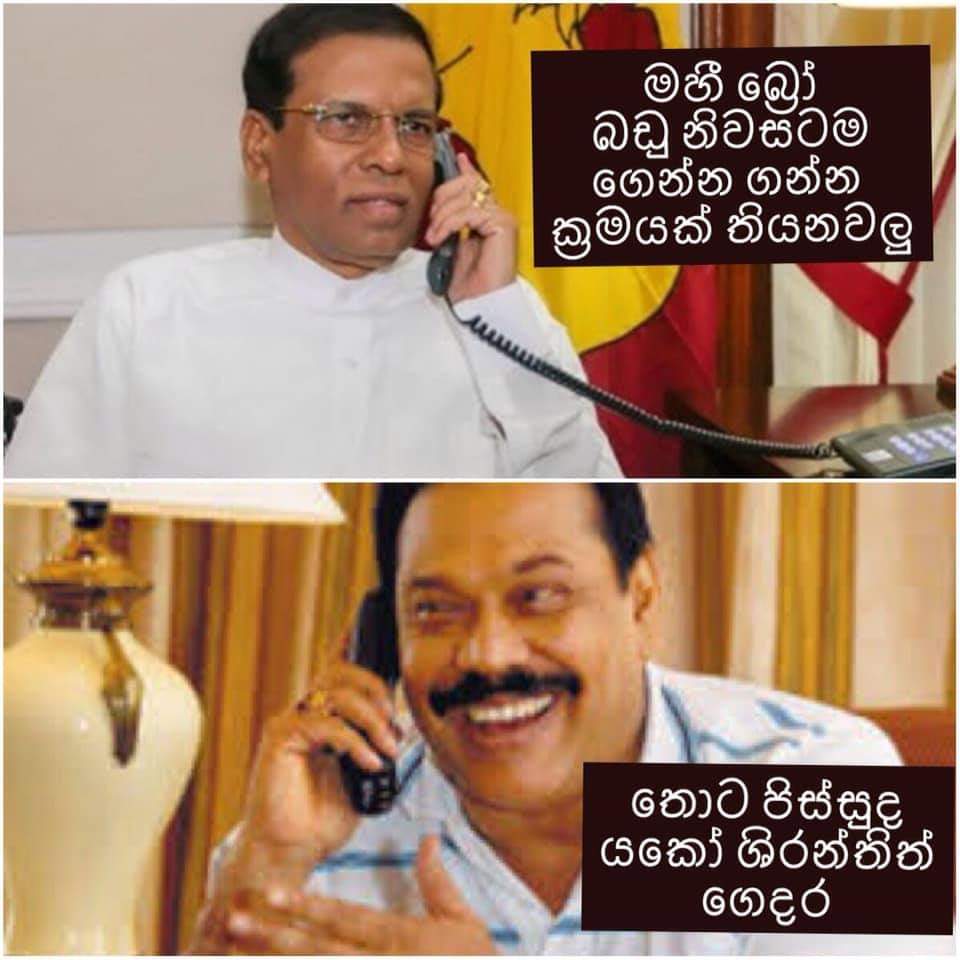 මහී බ්‍රෝ
බඩු නිවසටම
ගෙන්න ගන්න
ක්‍රමයක් තියනවලු
තොට පිස්සුද
යකෝ ශිරන්තිත්
ගෙදර